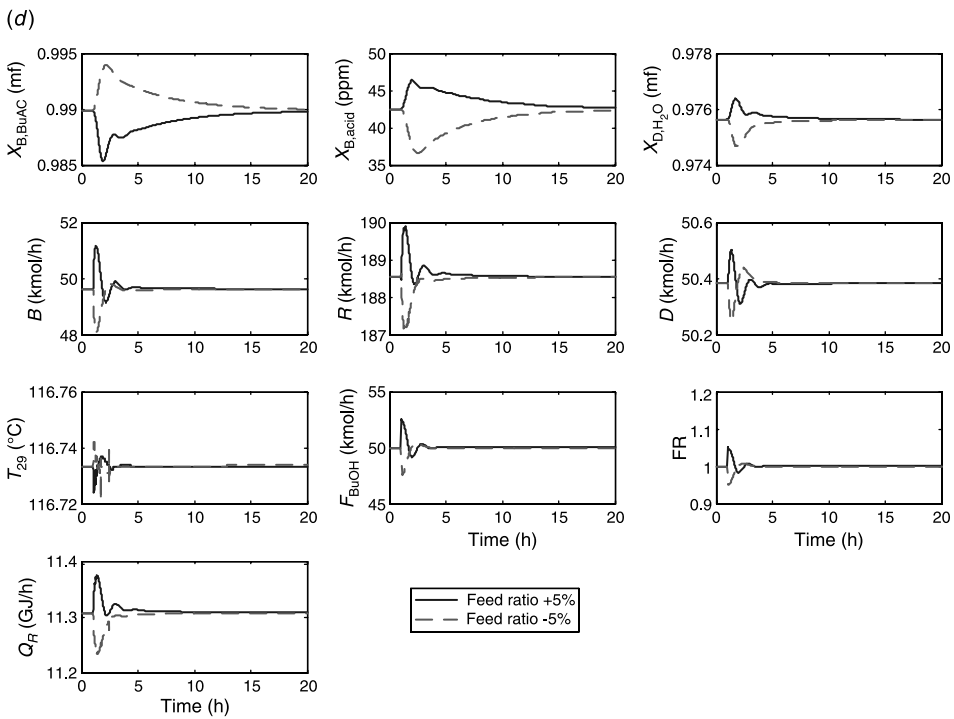 (d)
X_B,BuAC (mf)
0.995
0.99
0.985
0 5 10 15 20
X_B,acid (ppm)
50
45
40
35
0 5 10 15 20
X_D,H₂O (mf)
0.978
0.976
0.974
0 5 10 15 20
B (kmol/h)
52
50
48
0 5 10 15 20
R (kmol/h)
190
189
188
187
0 5 10 15 20
D (kmol/h)
50.6
50.4
50.2
0 5 10 15 20
T_29 (°C)
116.76
116.74
116.72
0 5 10 15 20
F_BuOH (kmol/h)
55
50
45
0 5 10 15 20
Time (h)
FR
1.2
1.1
1
0.9
0 5 10 15 20
Time (h)
Q_R (GJ/h)
11.4
11.3
11.2
0 5 10 15 20
Time (h)
Feed ratio +5%
Feed ratio -5%